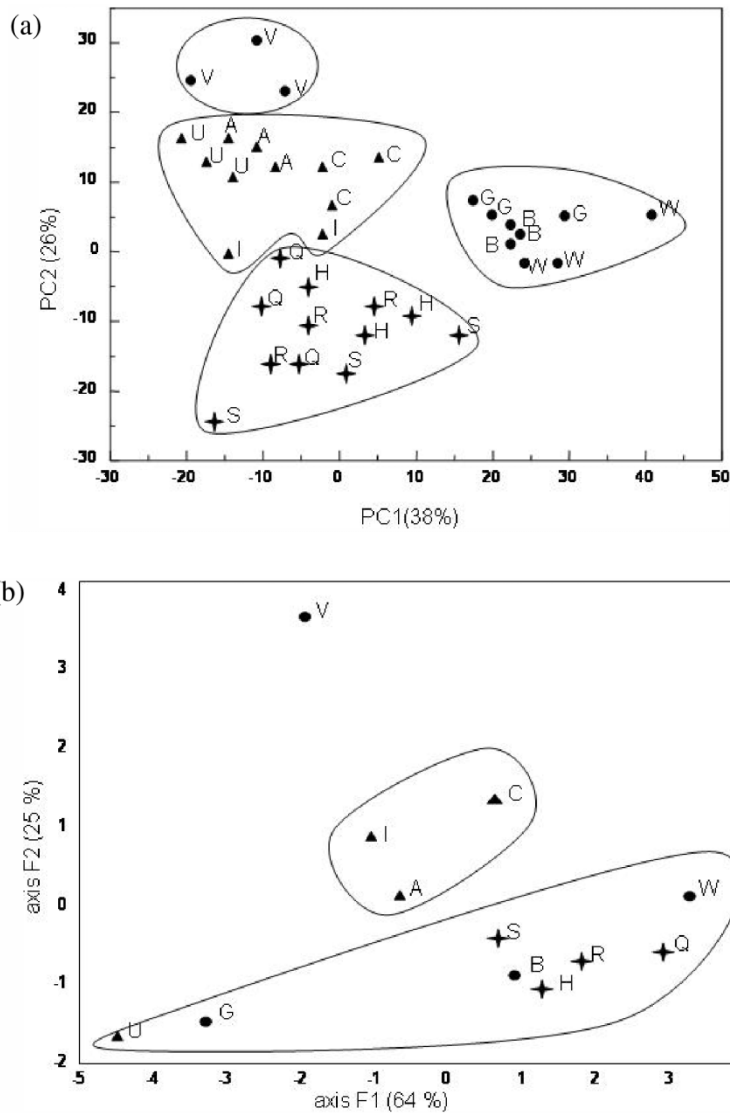 (a)
30
20
10
0
-10
-20
-30
PC2 (26%)
V
V
V
U A
U A
U A C C
C
I I
Q
H
Q R R H
H S
R Q S
S
-30 -20 -10 0 10 20 30 40 50
PC1(38%)
G G G W
B
B B
W W
b)
4
3
2
1
0
-1
-2
axis F2 (25 %)
V
C
I
A
W
S
B R Q
H
G
U
-5 -4 -3 -2 -1 0 1 2 3
axis F1 (64 %)